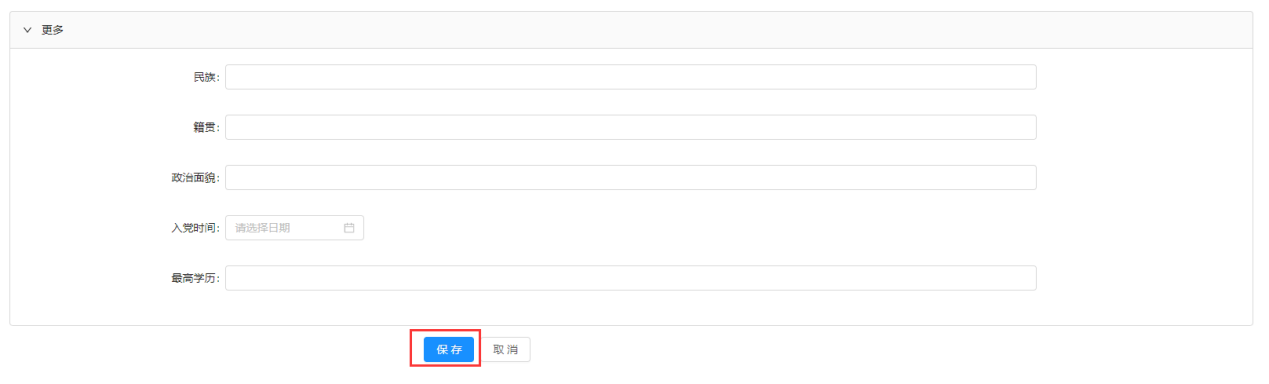 更多
民族:
籍贯:
政治面貌:
入党时间: 请选择日期
最高学历:
保存 取消